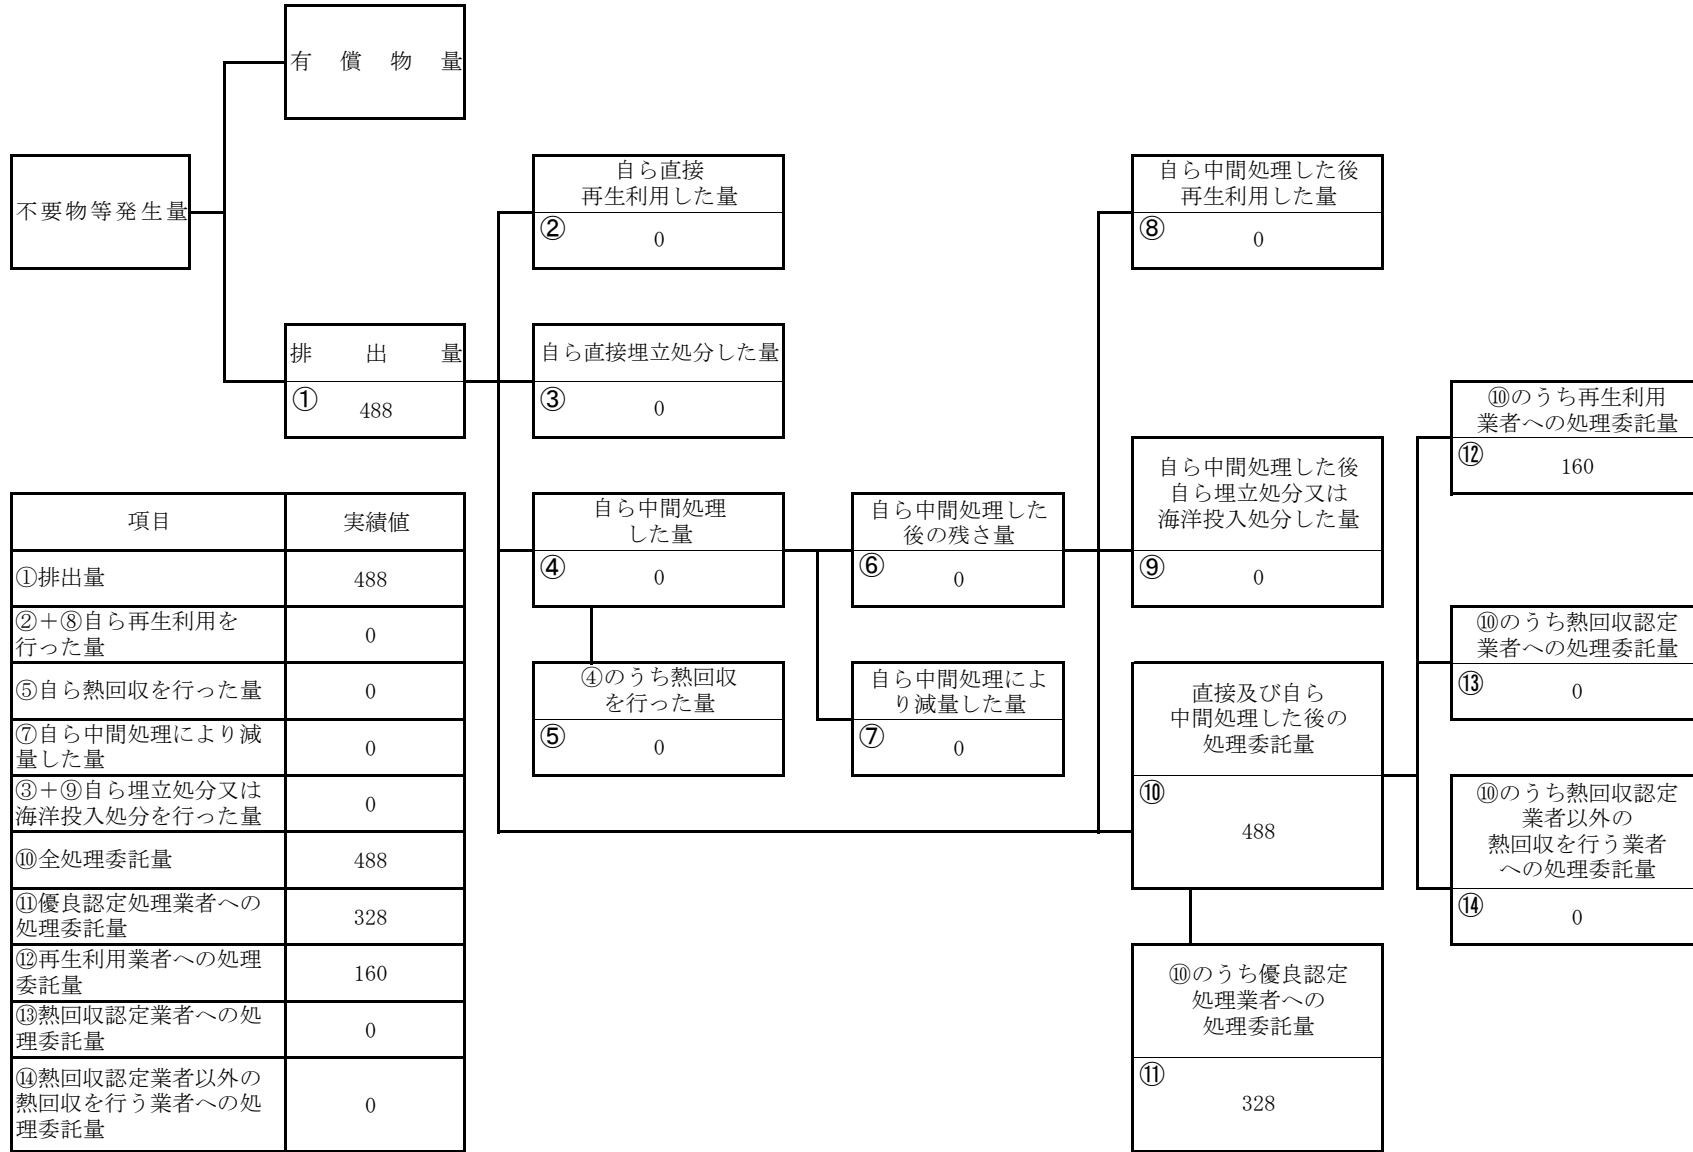 有償物量
不要物等発生量
排出量
① 488
自ら直接
再生利用した量
② 0
自ら直接埋立処分した量
③ 0
自ら中間処理
した量
④ 0
④のうち熱回収
を行った量
⑤ 0
自ら中間処理した
後の残さ量
⑥ 0
自ら中間処理によ
り減量した量
⑦ 0
自ら中間処理した後
再生利用した量
⑧ 0
自ら中間処理した後
自ら埋立処分又は
海洋投入処分した量
⑨ 0
直接及び自ら
中間処理した後の
処理委託量
⑩
488
⑩のうち優良認定
処理業者への
処理委託量
⑪
328
⑩のうち再生利用
業者への処理委託量
⑫ 160
⑩のうち熱回収認定
業者への処理委託量
⑬ 0
⑩のうち熱回収認定
業者以外の
熱回収を行う業者
への処理委託量
⑭ 0
項目 実績値
①排出量 488
②＋⑧自ら再生利用を
行った量 0
⑤自ら熱回収を行った量 0
⑦自ら中間処理により減
量した量 0
③＋⑨自ら埋立処分又は
海洋投入処分を行った量 0
⑩全処理委託量 488
⑪優良認定処理業者への
処理委託量 328
⑫再生利用業者への処理
委託量 160
⑬熱回収認定業者への処
理委託量 0
⑭熱回収認定業者以外の
熱回収を行う業者への処
理委託量 0